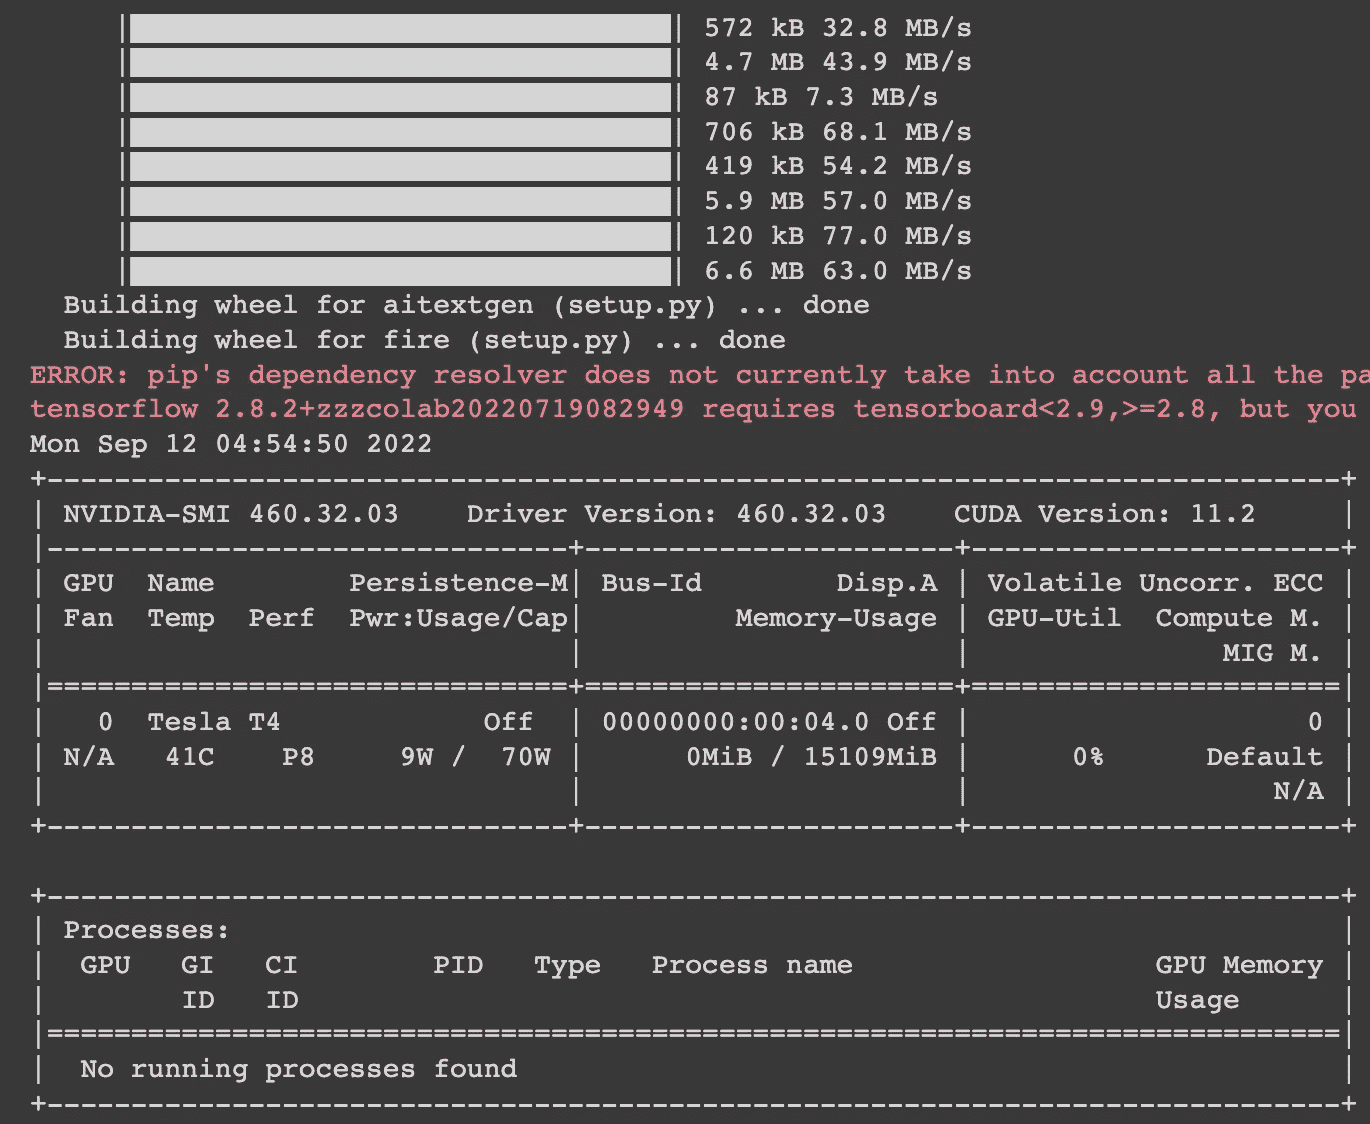 572 kB 32.8 MB/s
4.7 MB 43.9 MB/s
87 kB 7.3 MB/s
706 kB 68.1 MB/s
419 kB 54.2 MB/s
5.9 MB 57.0 MB/s
120 kB 77.0 MB/s
6.6 MB 63.0 MB/s
Building wheel for aitextgen (setup.py) ... done
Building wheel for fire (setup.py) ... done
ERROR: pip's dependency resolver does not currently take into account all the pa
tensorflow 2.8.2+zzzcolab20220719082949 requires tensorboard<2.9,>=2.8, but you
Mon Sep 12 04:54:50 2022
+-----------------------------------------------------------------------------+
| NVIDIA-SMI 460.32.03    Driver Version: 460.32.03    CUDA Version: 11.2     |
|-------------------------------+----------------------+----------------------+
| GPU  Name        Persistence-M| Bus-Id        Disp.A | Volatile Uncorr. ECC |
| Fan  Temp  Perf  Pwr:Usage/Cap|         Memory-Usage | GPU-Util  Compute M. |
|                               |                      |               MIG M. |
|===============================+======================+======================|
|   0  Tesla T4            Off  | 00000000:00:04.0 Off |                    0 |
| N/A   41C    P8     9W /  70W |      0MiB / 15109MiB |      0%      Default |
|                               |                      |                  N/A |
+-------------------------------+----------------------+----------------------+
+-----------------------------------------------------------------------------+
| Processes:                                                                  |
|  GPU   GI   CI        PID   Type   Process name                  GPU Memory |
|        ID   ID                                                   Usage      |
|=============================================================================|
|  No running processes found                                                 |
+-----------------------------------------------------------------------------+